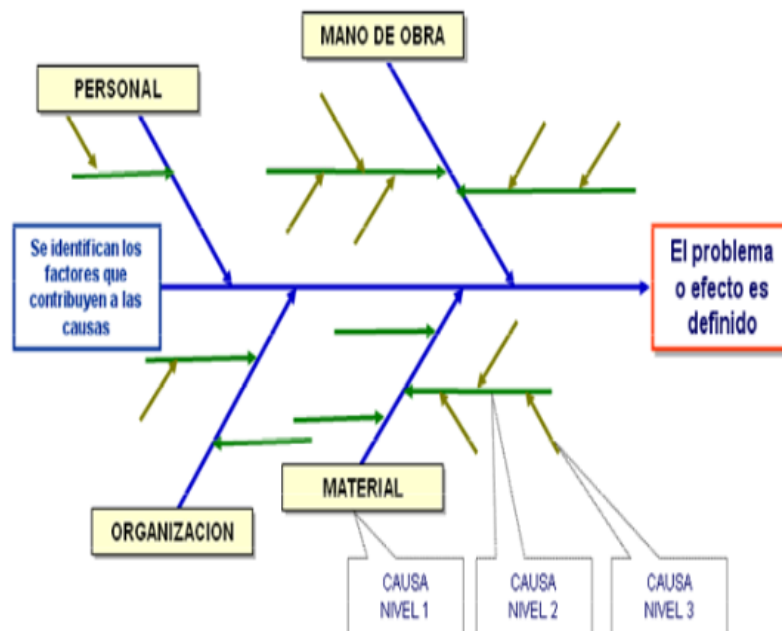 MANO DE OBRA
PERSONAL
Se identifican los
factores que
contribuyen a las
causas
El problema
o efecto es
definido
ORGANIZACION
MATERIAL
CAUSA
NIVEL 1
CAUSA
NIVEL 2
CAUSA
NIVEL 3